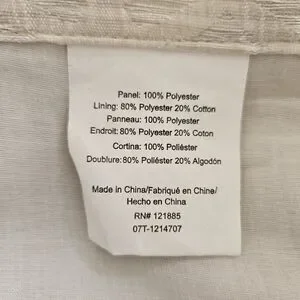 Panel: 100% Polyester
Lining: 80% Polyester 20% Cotton
Panneau: 100% Polyester
Endroit: 80% Polyester 20% Coton
Cortina: 100% Poliéster
Doublure: 80% Poliéster 20% Algodón
Made in China/Fabriqué en Chine/
Hecho en China
RN# 121885
07T-1214707